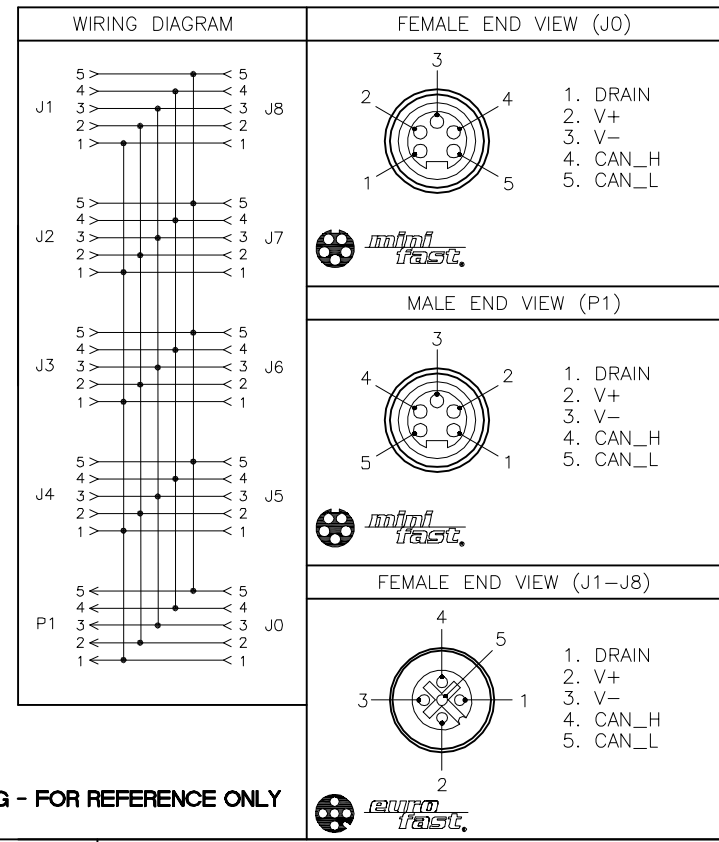 WIRING DIAGRAM
5 5
4 4
J1 3 3 J8
2 2
1 1
5 5
4 4
J2 3 3 J7
2 2
1 1
5 5
4 4
J3 3 3 J6
2 2
1 1
5 5
4 4
J4 3 3 J5
2 2
1 1
5 5
4 4
P1 3 3 J0
2 2
1 1
G - FOR REFERENCE ONLY
FEMALE END VIEW (J0)
3
2 4
1 5
1. DRAIN
2. V+
3. V-
4. CAN_H
5. CAN_L
mini
fast®
MALE END VIEW (P1)
3
4 2
5 1
1. DRAIN
2. V+
3. V-
4. CAN_H
5. CAN_L
mini
fast®
FEMALE END VIEW (J1-J8)
4
5
3 1
2
1. DRAIN
2. V+
3. V-
4. CAN_H
5. CAN_L
euro
fast®